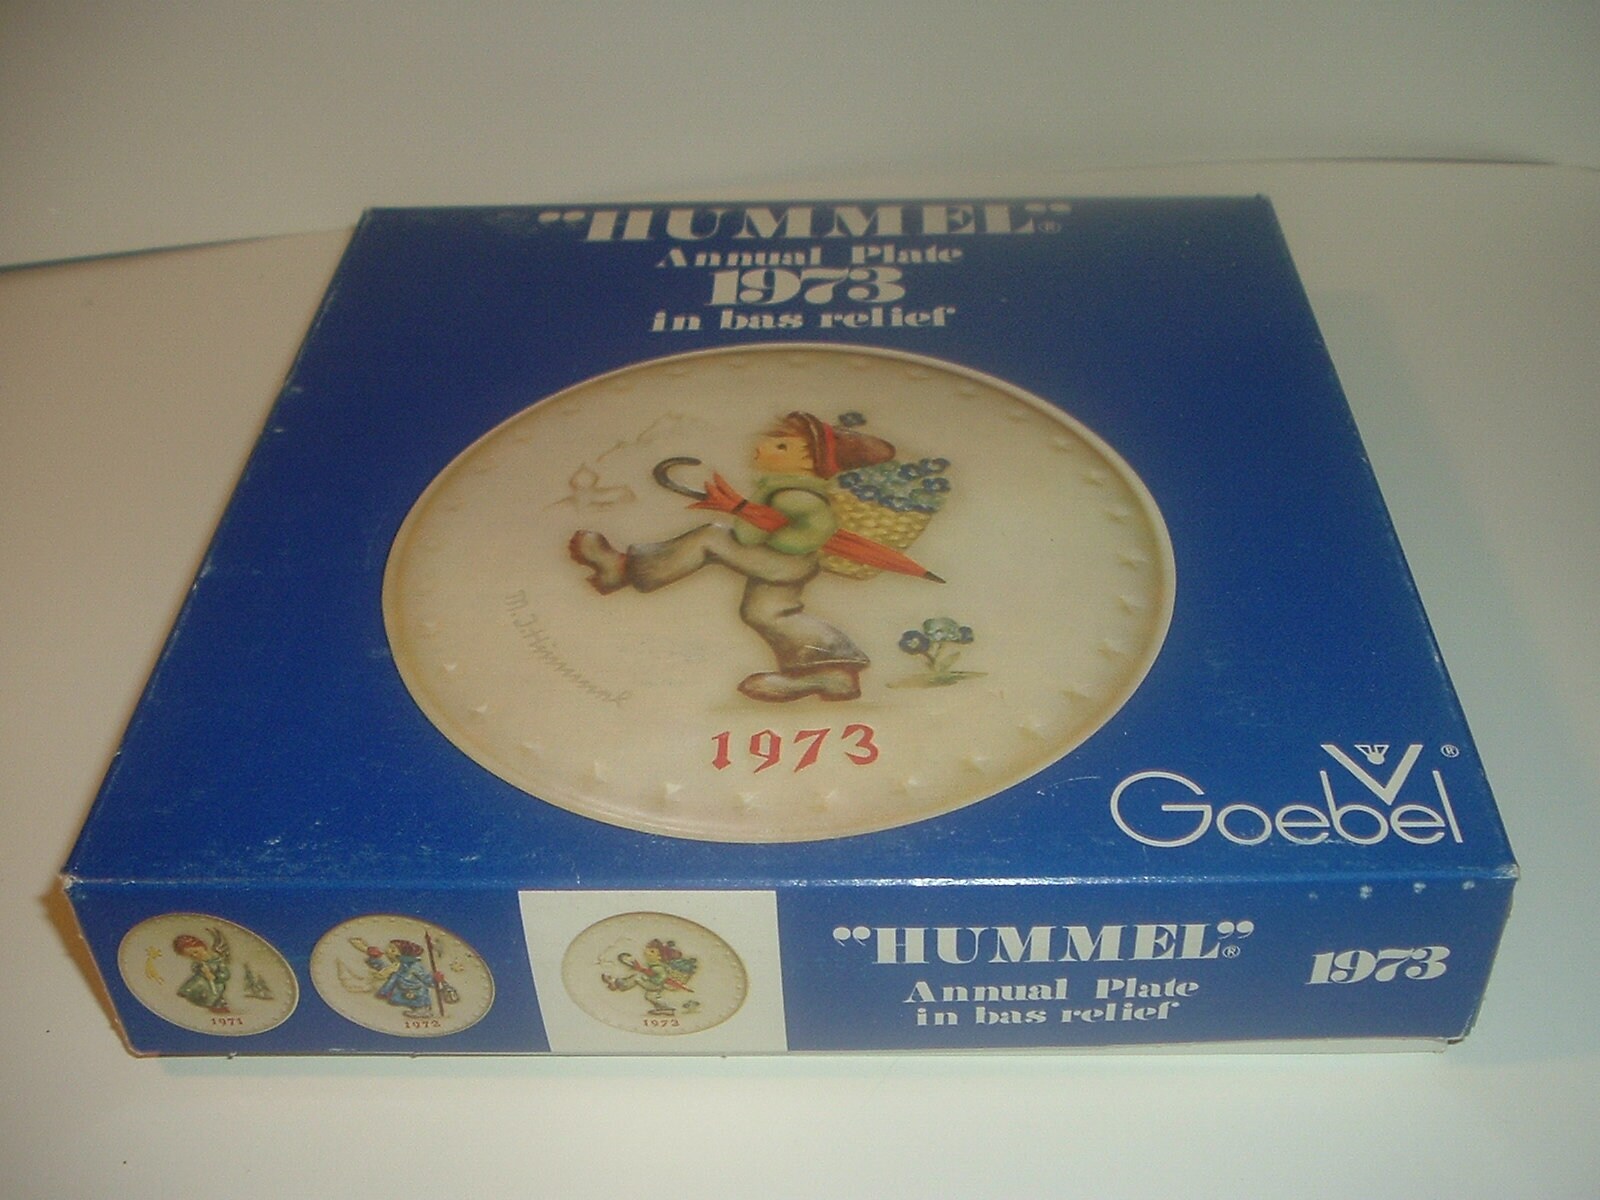 "HUMMEL"®
Annual Plate
1973
in bas relief
M.J.Hummel
1973
Goebel®
1971
1972
1973
"HUMMEL"®
Annual Plate
in bas relief
1973